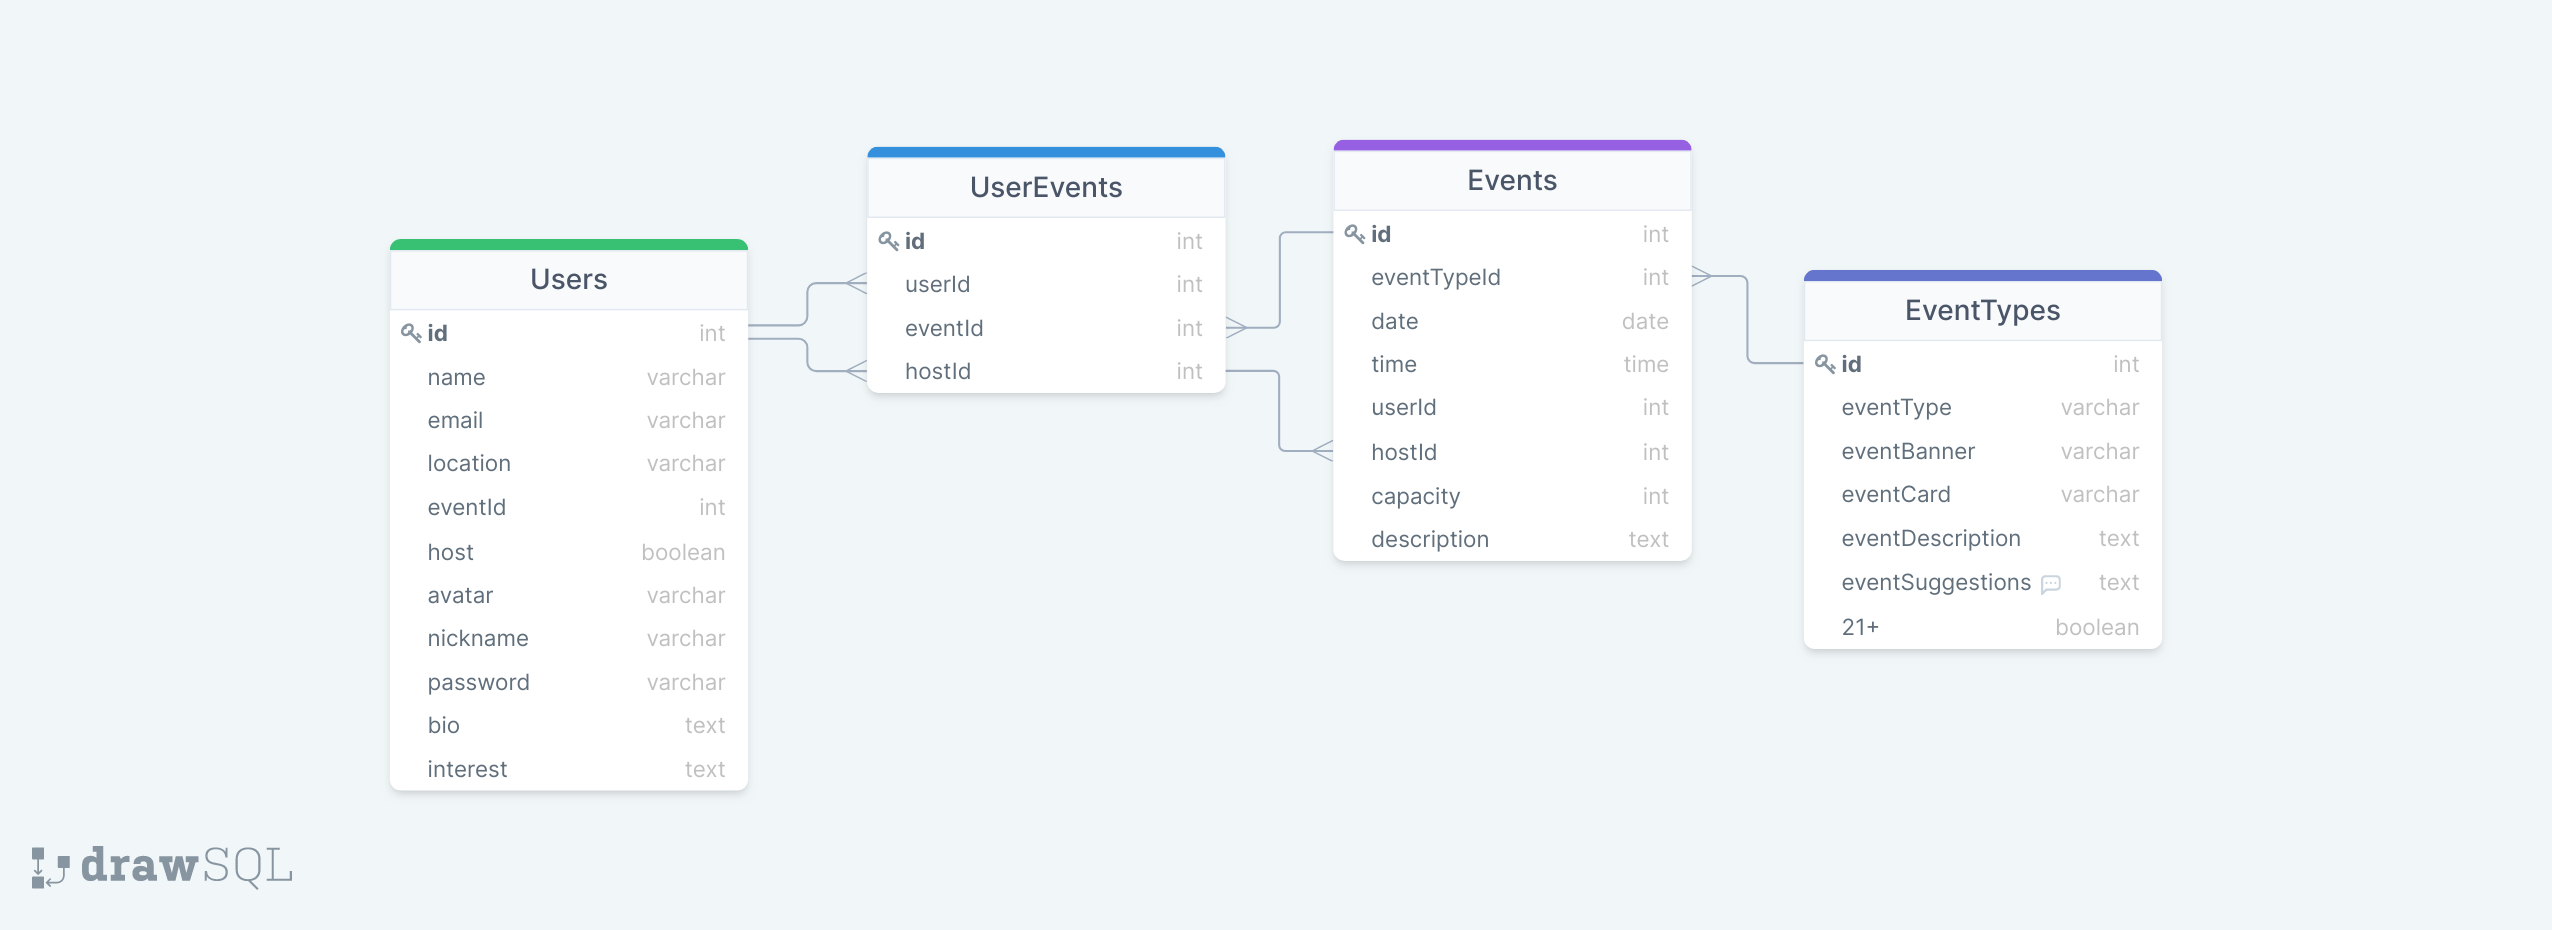 Users
id int
name varchar
email varchar
location varchar
eventId int
host boolean
avatar varchar
nickname varchar
password varchar
bio text
interest text
UserEvents
id int
userId int
eventId int
hostId int
Events
id int
eventTypeId int
date date
time time
userId int
hostId int
capacity int
description text
EventTypes
id int
eventType varchar
eventBanner varchar
eventCard varchar
eventDescription text
eventSuggestions text
21+ boolean
drawSQL